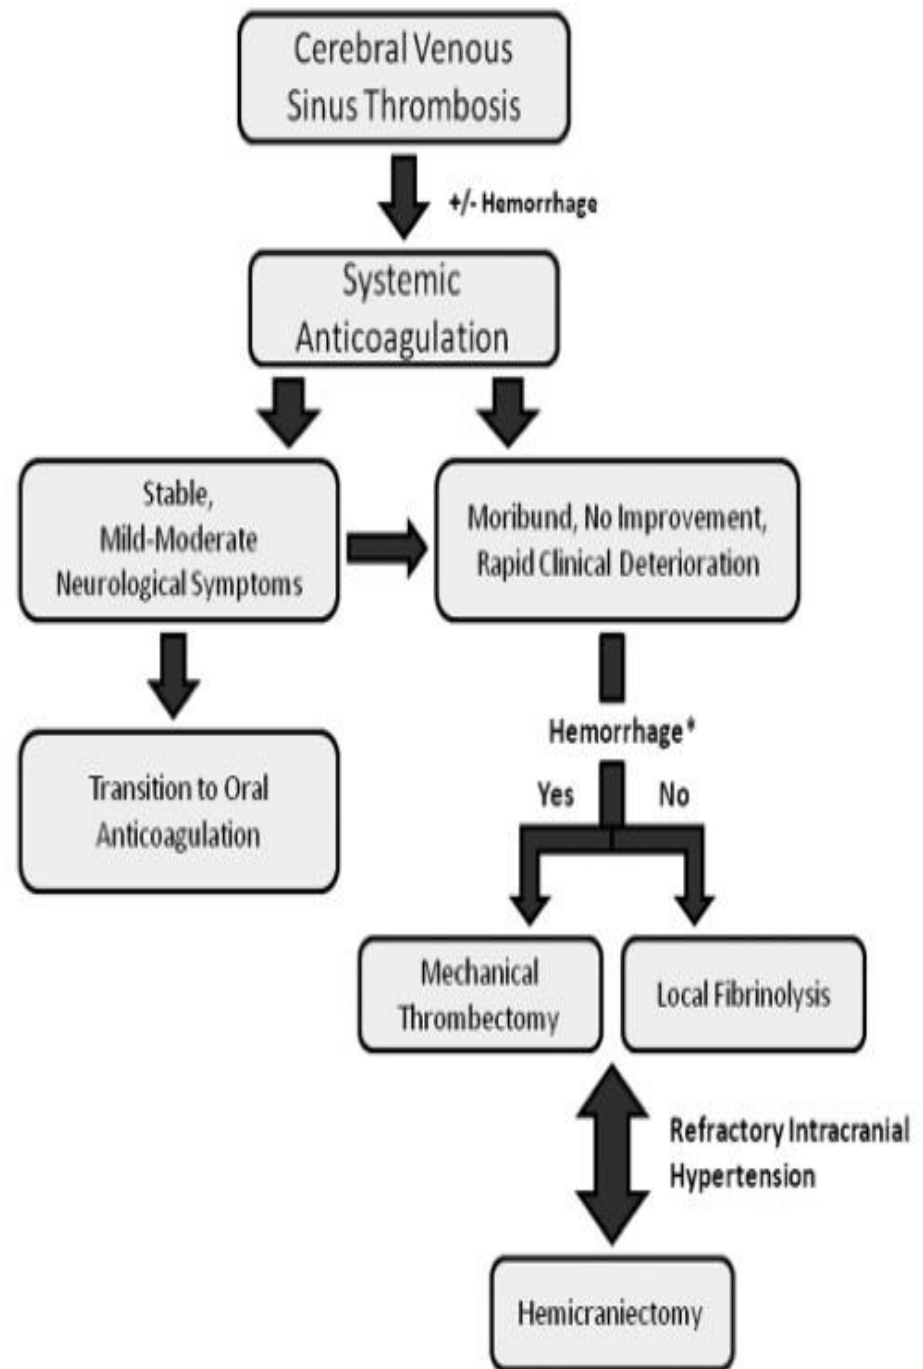 Cerebral Venous
Sinus Thrombosis
+/- Hemorrhage
Systemic
Anticoagulation
Stable,
Mild-Moderate
Neurological Symptoms
Moribund, No Improvement,
Rapid Clinical Deterioration
Transition to Oral
Anticoagulation
Hemorrhage*
Yes
No
Mechanical
Thrombectomy
Local Fibrinolysis
Refractory Intracranial
Hypertension
Hemicraniectomy